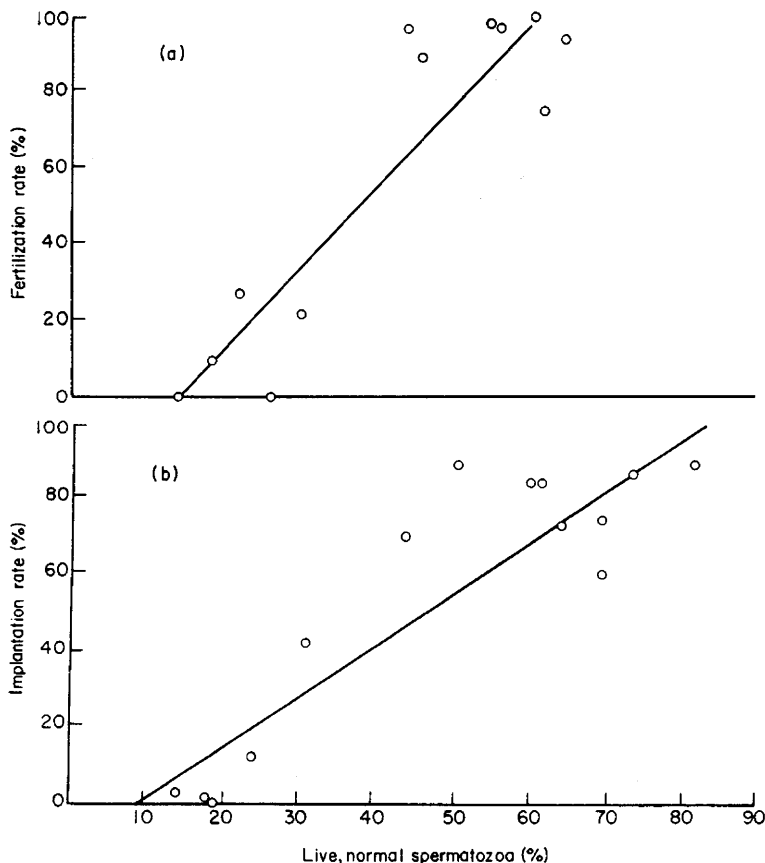 (a)
Fertilization rate (%)
100
80
60
40
20
0
(b)
Implantation rate (%)
100
80
60
40
20
0
10 20 30 40 50 60 70 80 90
Live, normal spermatozoa (%)